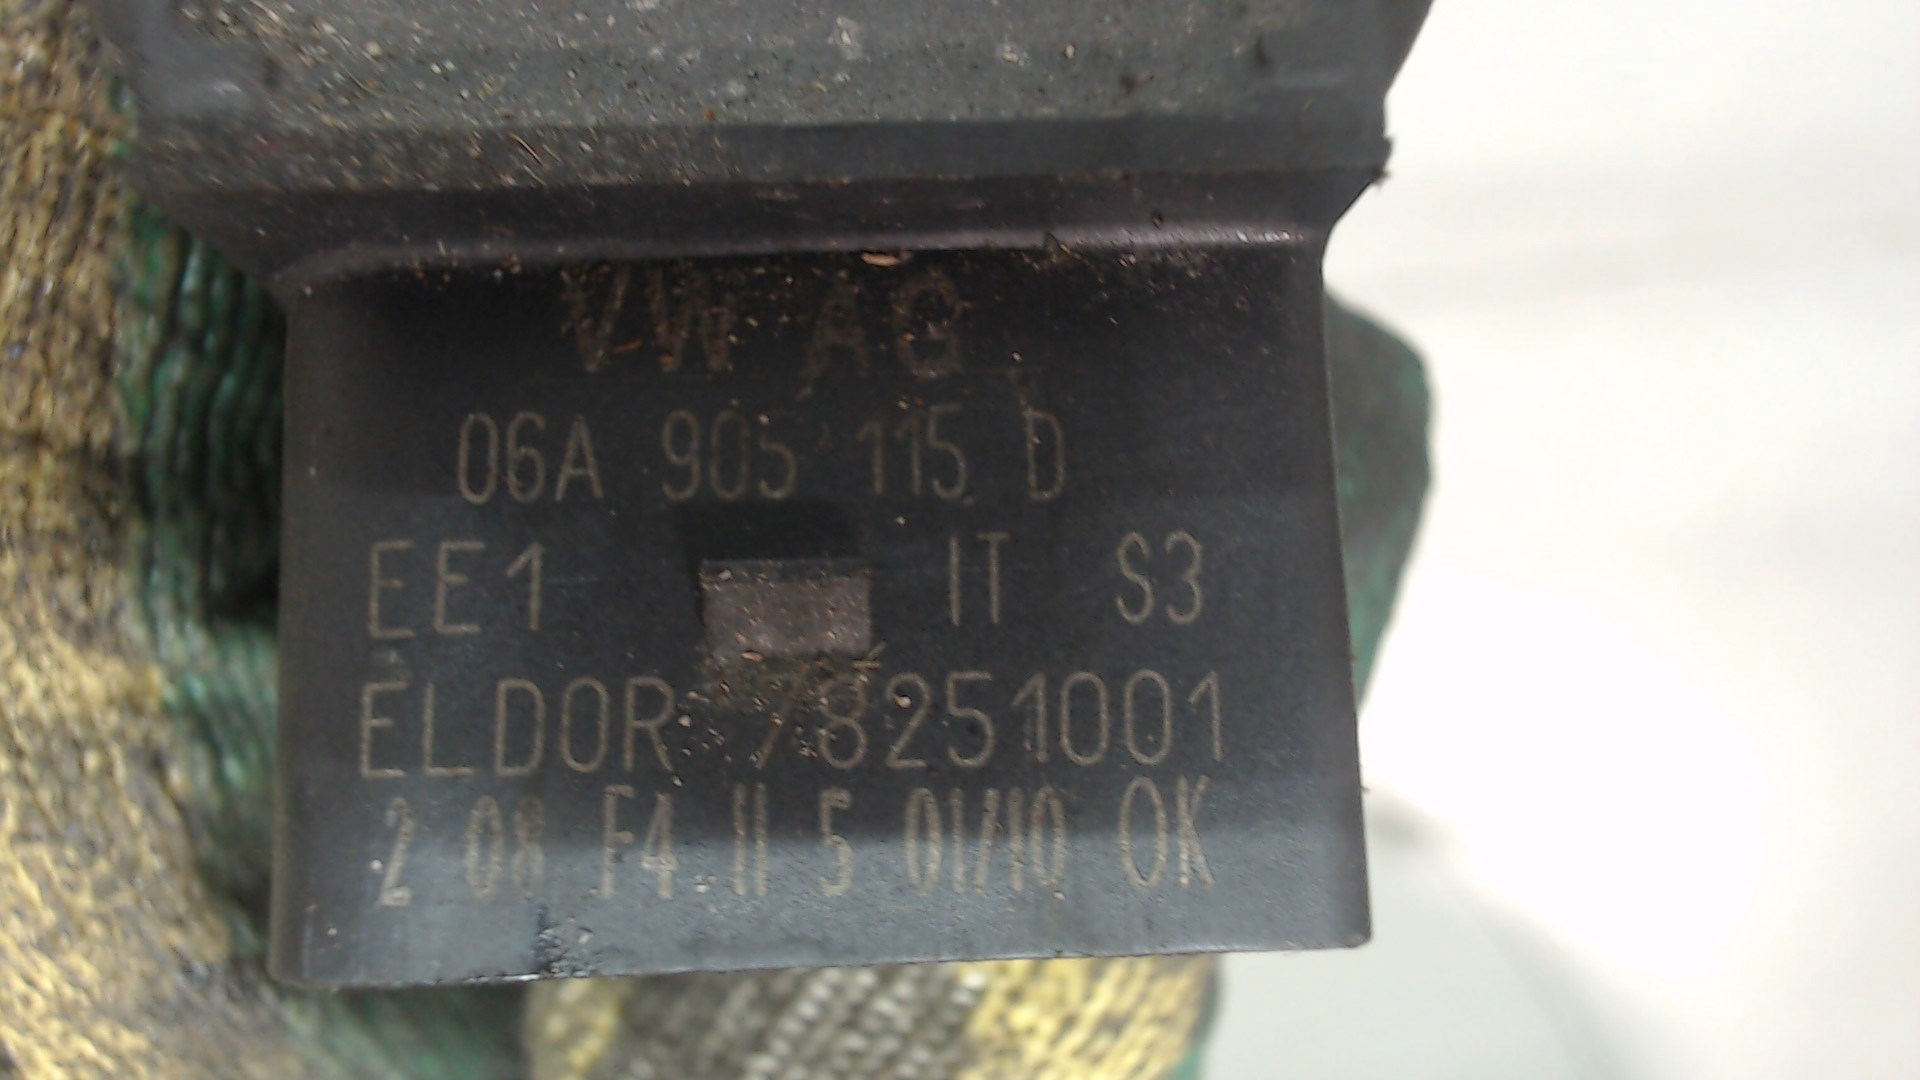 VW AG
06A 905 115 D
EE1 IT S3
ELDOR 78251001
2 08 F4 11 5 01/10 OK